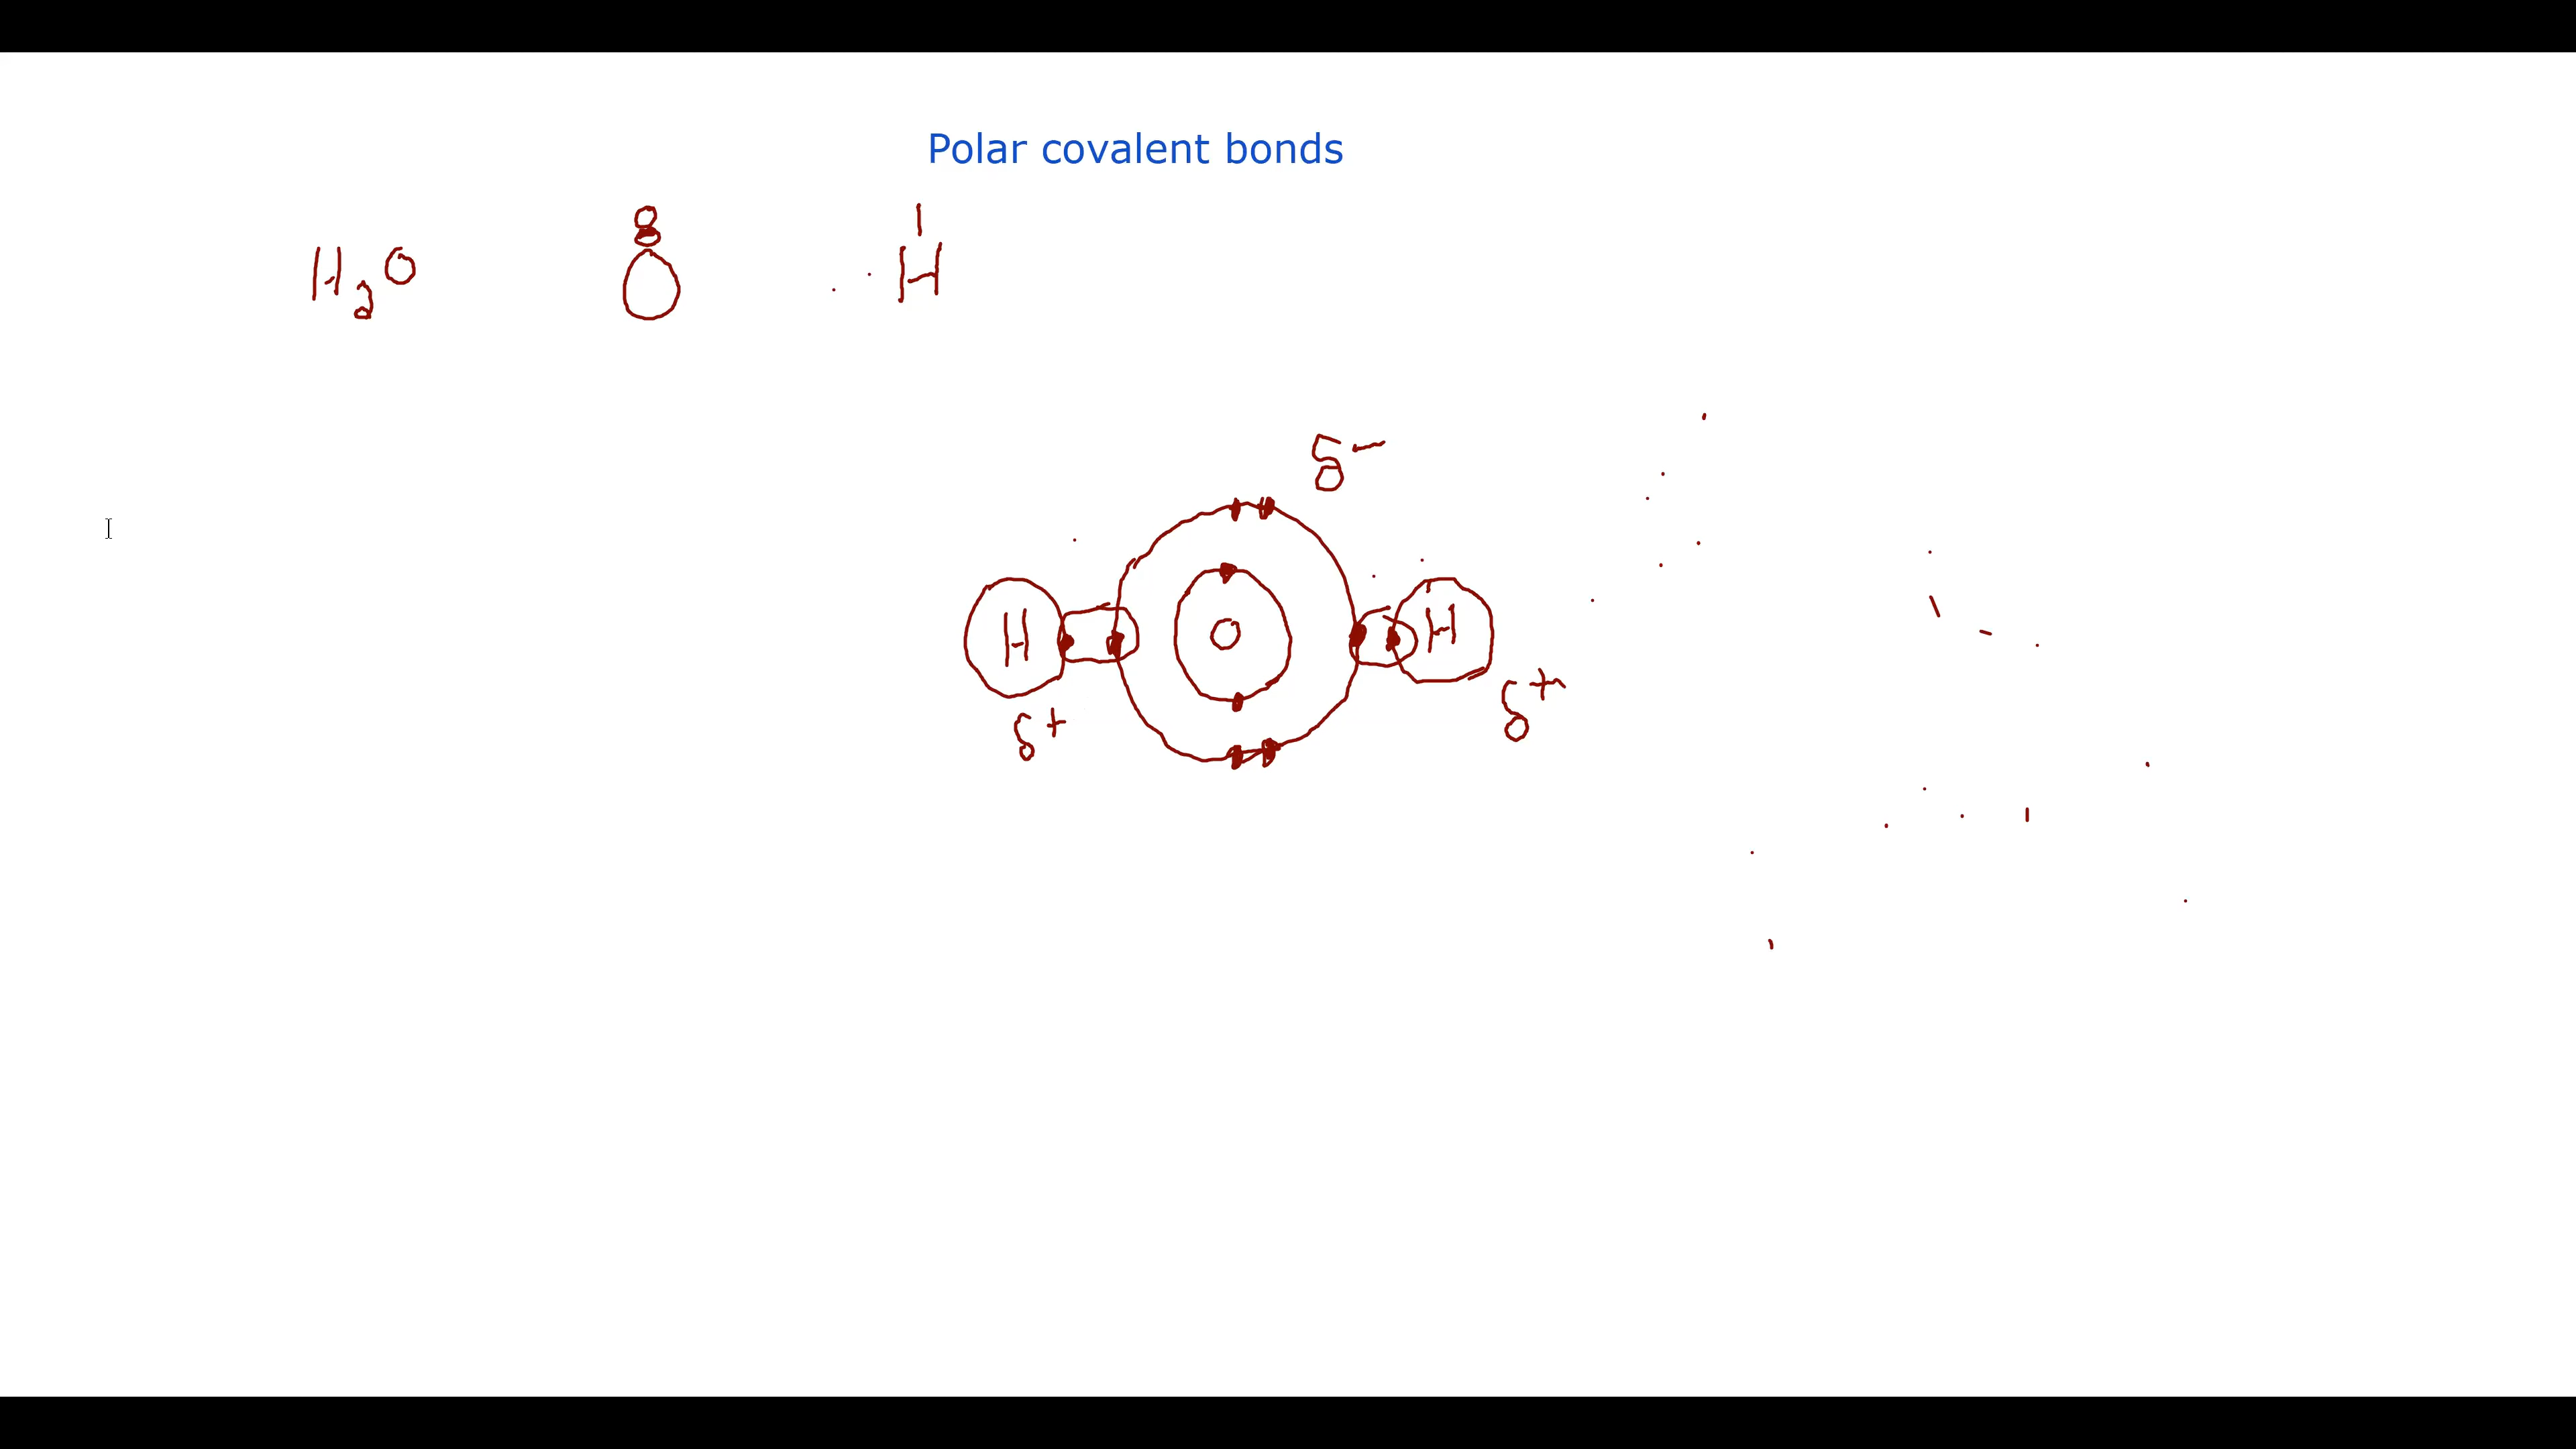 Polar covalent bonds
8 1
H₂O O H
δ⁻
H O H
δ⁺ δ⁺